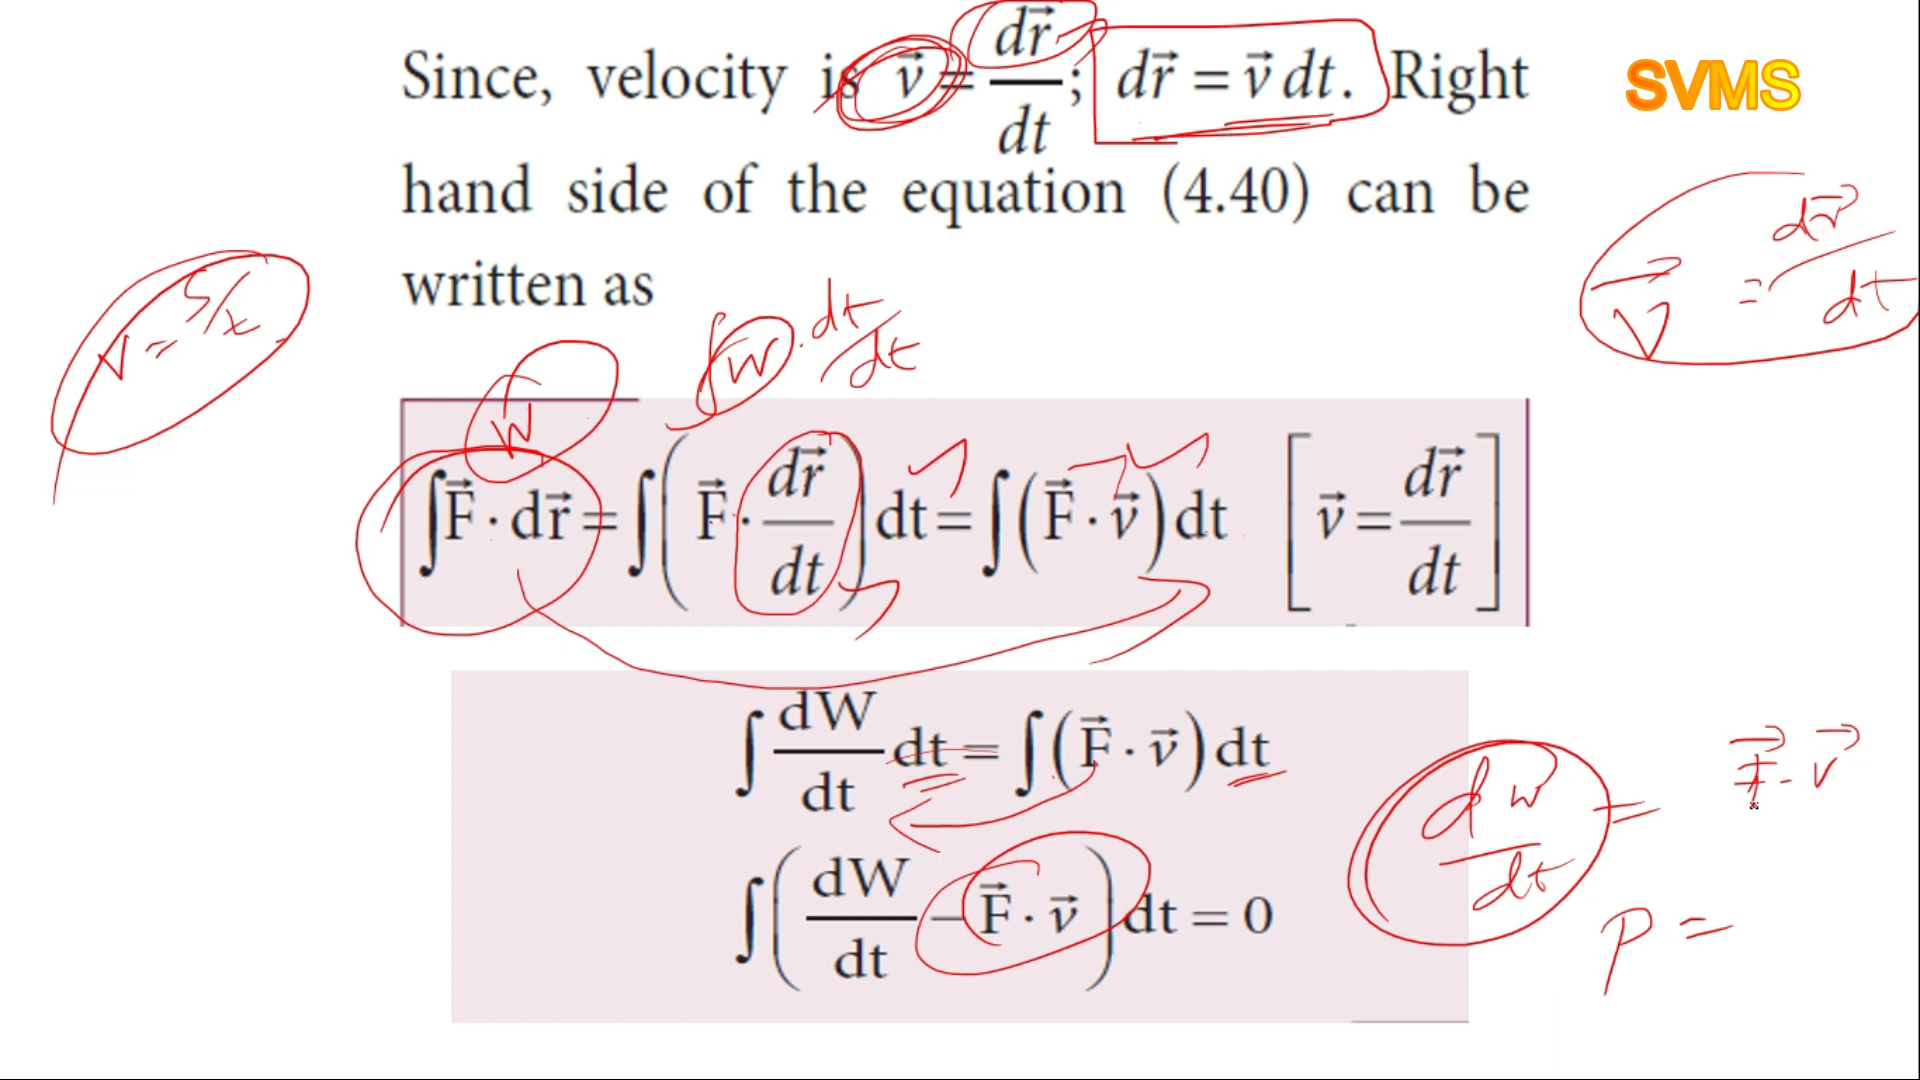 Since, velocity is v⃗ = dr⃗/dt ; dr⃗ = v⃗ dt. Right
SVMS
hand side of the equation (4.40) can be
v⃗ = dr⃗/dt
written as
v = s/t
∫W . dt/dt
W
∫F⃗ · dr⃗ = ∫(F⃗ · dr⃗/dt) dt = ∫(F⃗ · v⃗) dt [v⃗ = dr⃗/dt]
∫ dW/dt dt = ∫(F⃗ · v⃗) dt
dw/dt = F⃗ . v⃗
∫(dW/dt − F⃗ · v⃗) dt = 0
P =